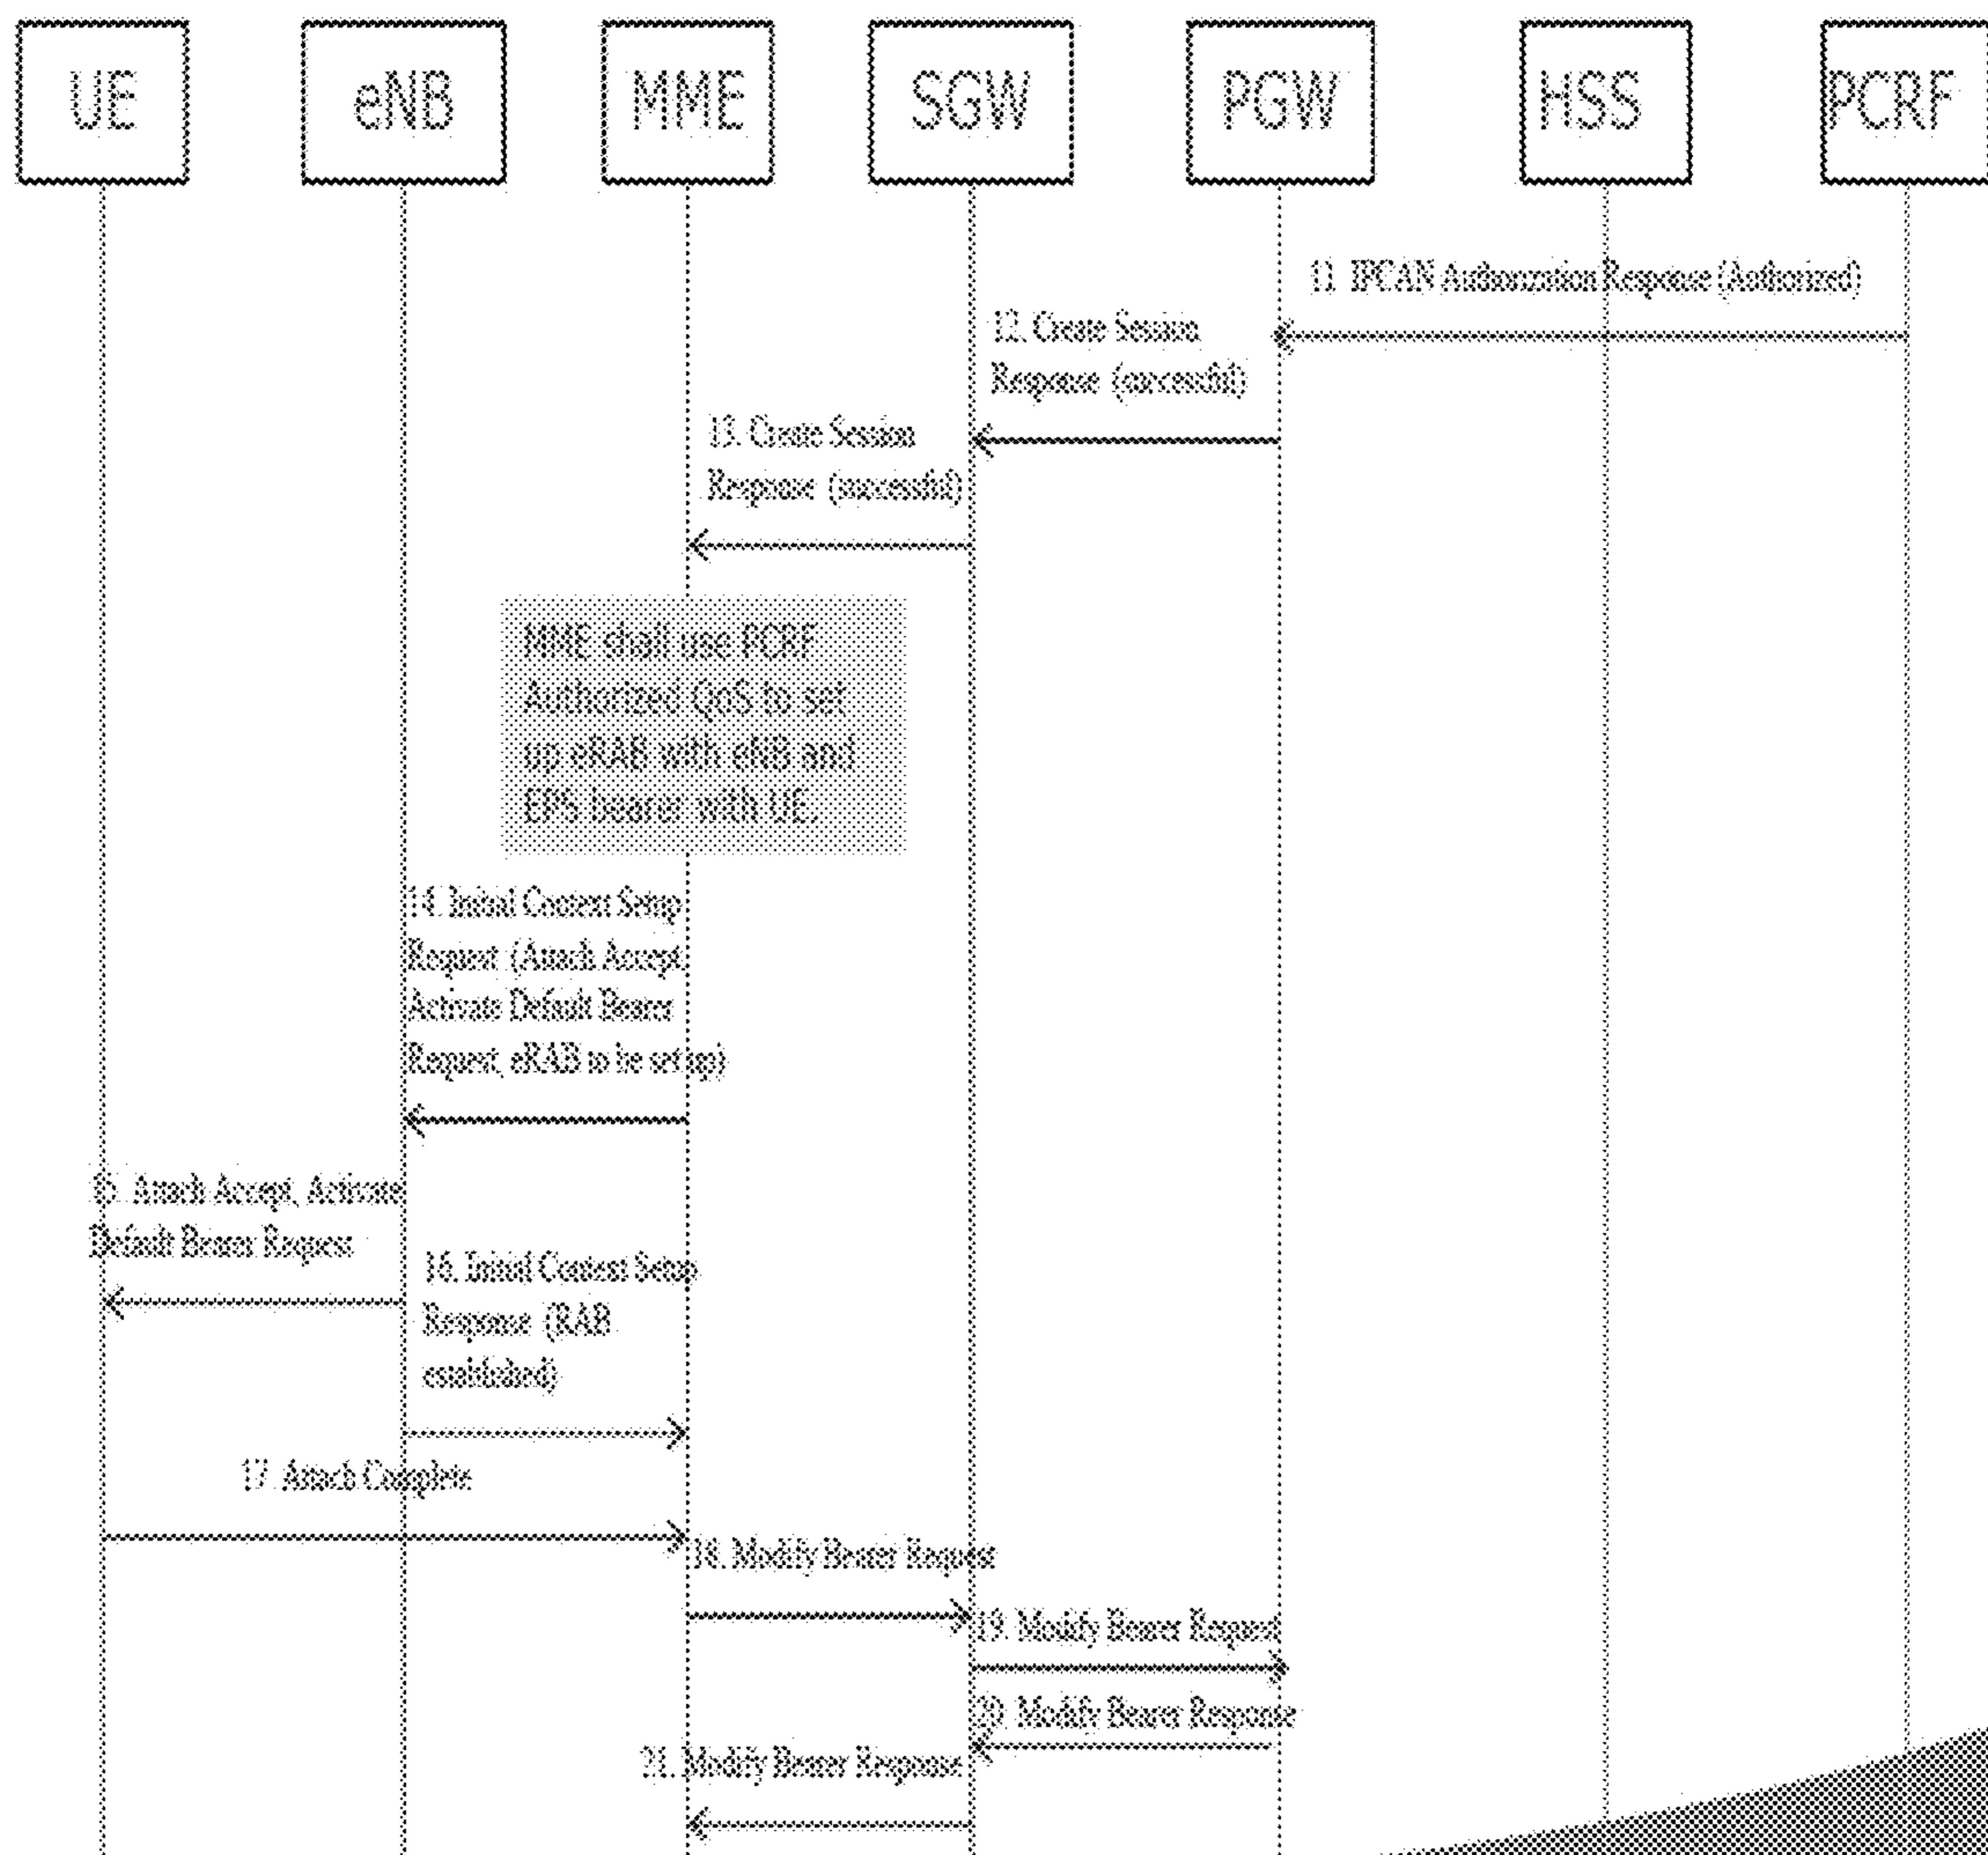 UE
eNB
MME
SGW
PGW
HSS
PCRF
11. IPCAN Authorization Response (Authorized)
12. Create Session
Response (successful)
13. Create Session
Response (successful)
MME shall use PCRF
Authorized QoS to set
up eRAB with eNB and
EPS bearer with UE.
14. Initial Context Setup
Request (Attach Accept,
Activate Default Bearer
Request, eRAB to be setup)
15. Attach Accept, Activate
Default Bearer Request
16. Initial Context Setup
Response (RAB
established)
17. Attach Complete
18. Modify Bearer Request
19. Modify Bearer Request
20. Modify Bearer Response
21. Modify Bearer Response